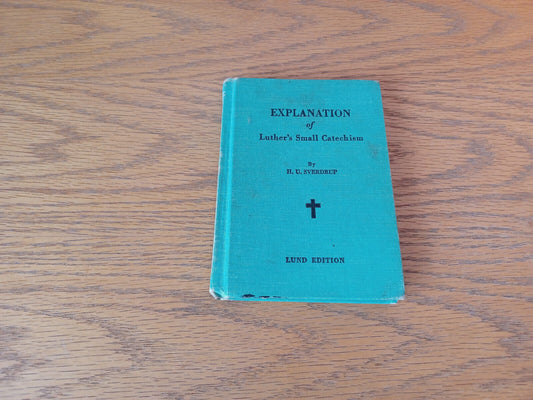 EXPLANATION
of
Luther's Small Catechism
By
H. U. SVERDRUP
LUND EDITION